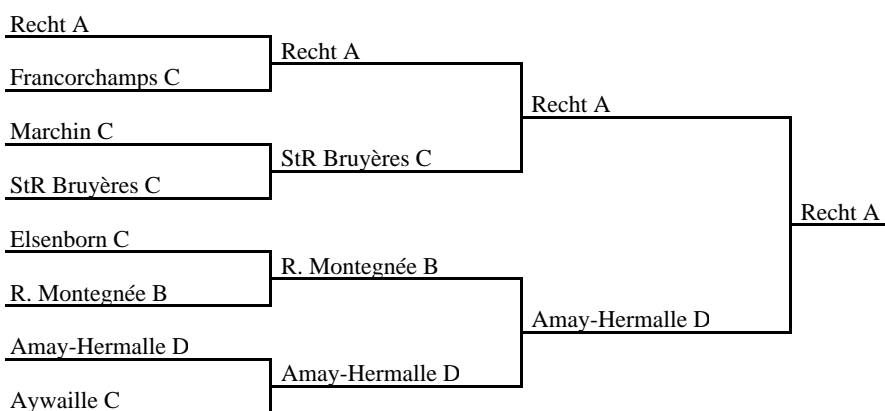 Recht A
Francorchamps C
Marchin C
StR Bruyères C
Elsenborn C
R. Montegnée B
Amay-Hermalle D
Aywaille C
Recht A
StR Bruyères C
R. Montegnée B
Amay-Hermalle D
Recht A
Amay-Hermalle D
Recht A